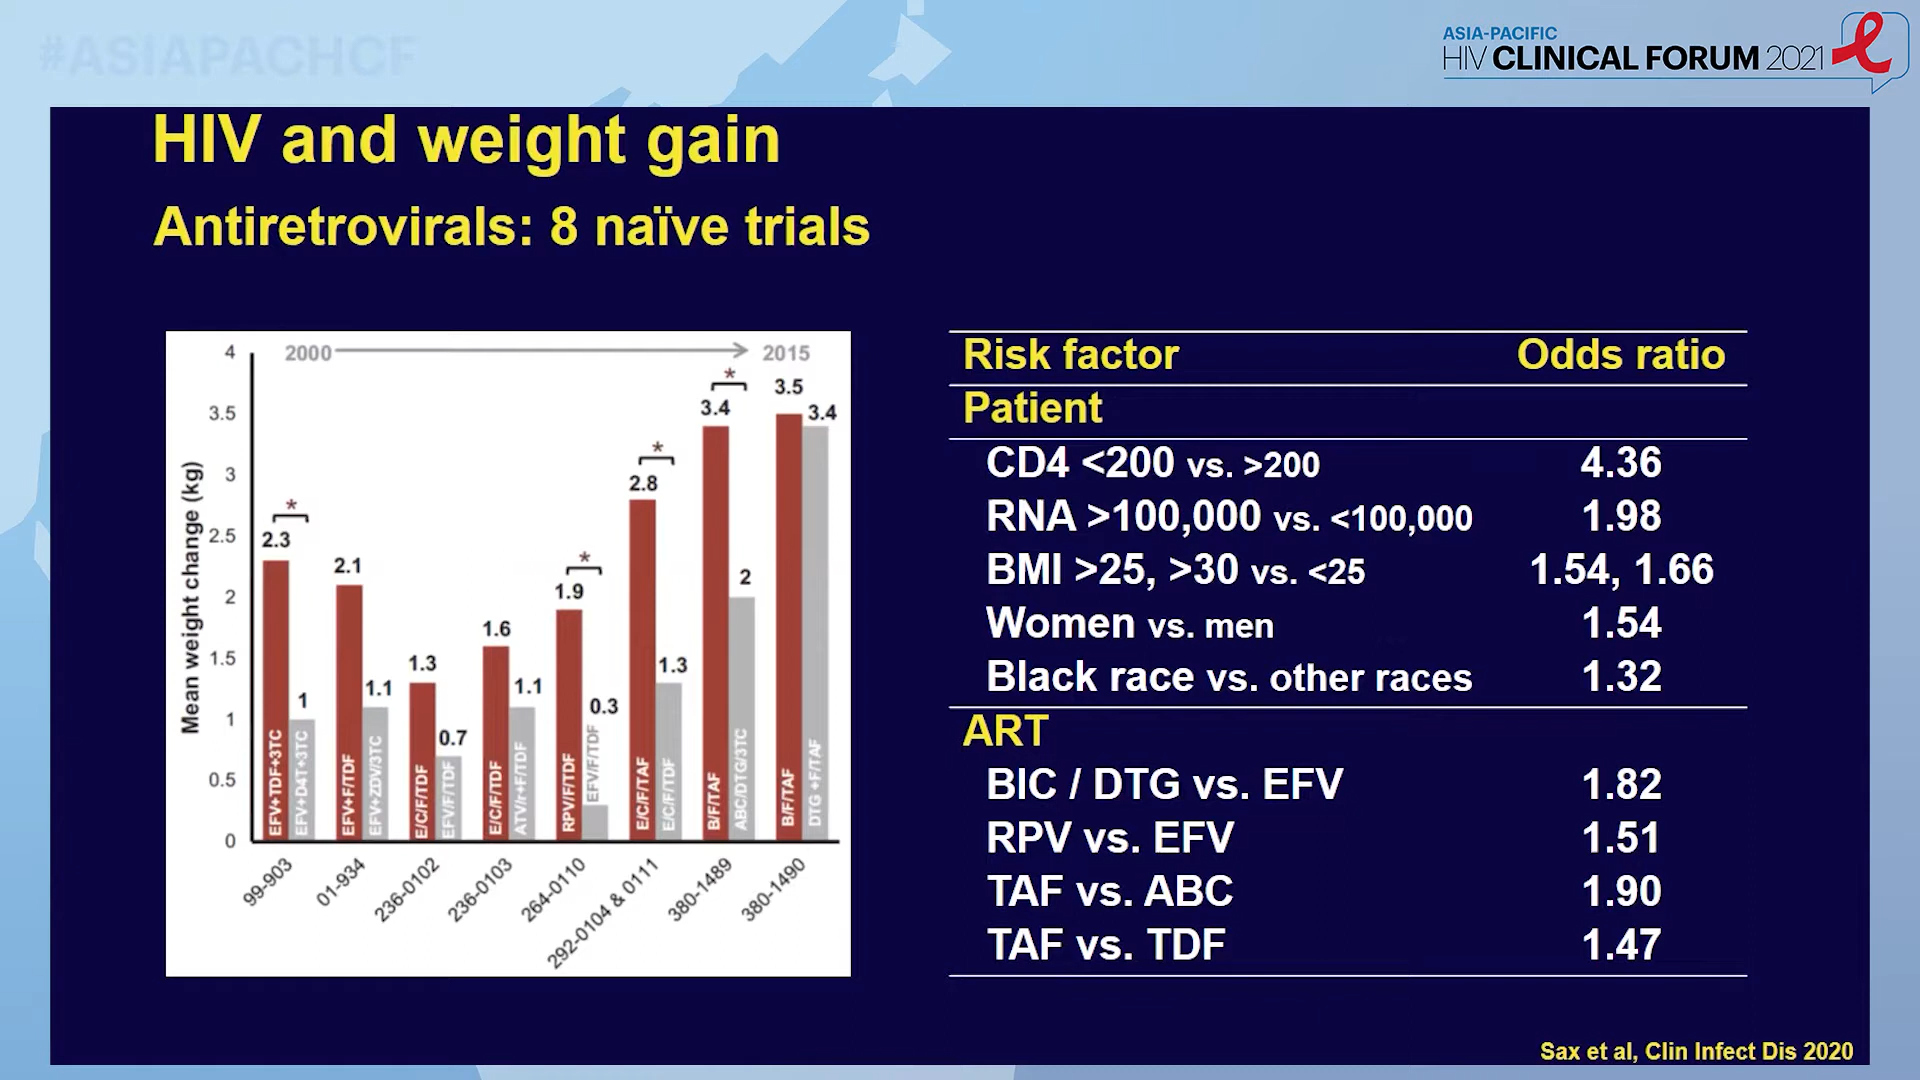 #ASIAPACHCF
ASIA-PACIFIC
HIV CLINICAL FORUM 2021
HIV and weight gain
Antiretrovirals: 8 naïve trials
2000
2015
Mean weight change (kg)
4
3.5
3
2.5
2
1.5
1
0.5
0
*
2.3
1
EFV+TDF+3TC
EFV+D4T+3TC
99-903
2.1
1.1
EFV+F/TDF
EFV+ZDV/3TC
01-934
1.3
0.7
E/C/F/TDF
EFV/F/TDF
236-0102
1.6
1.1
E/C/F/TDF
ATV/r+F/TDF
236-0103
*
1.9
0.3
RPV/F/TDF
EFV/F/TDF
264-0110
*
2.8
1.3
E/C/F/TAF
E/C/F/TDF
292-0104 & 0111
*
3.4
2
B/F/TAF
ABC/DTG/3TC
380-1489
3.5
3.4
B/F/TAF
DTG +F/TAF
380-1490
Risk factor Odds ratio
Patient
CD4 <200 vs. >200 4.36
RNA >100,000 vs. <100,000 1.98
BMI >25, >30 vs. <25 1.54, 1.66
Women vs. men 1.54
Black race vs. other races 1.32
ART
BIC / DTG vs. EFV 1.82
RPV vs. EFV 1.51
TAF vs. ABC 1.90
TAF vs. TDF 1.47
Sax et al, Clin Infect Dis 2020